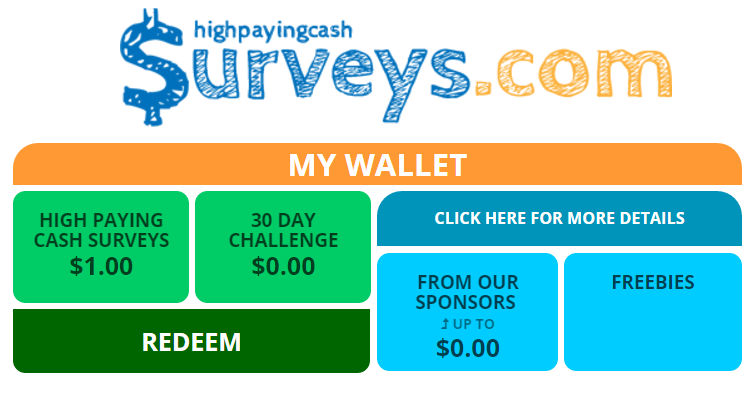 highpayingcash
$urveys.com
MY WALLET
HIGH PAYING
CASH SURVEYS
$1.00
30 DAY
CHALLENGE
$0.00
REDEEM
CLICK HERE FOR MORE DETAILS
FROM OUR
SPONSORS
⤴ UP TO
$0.00
FREEBIES